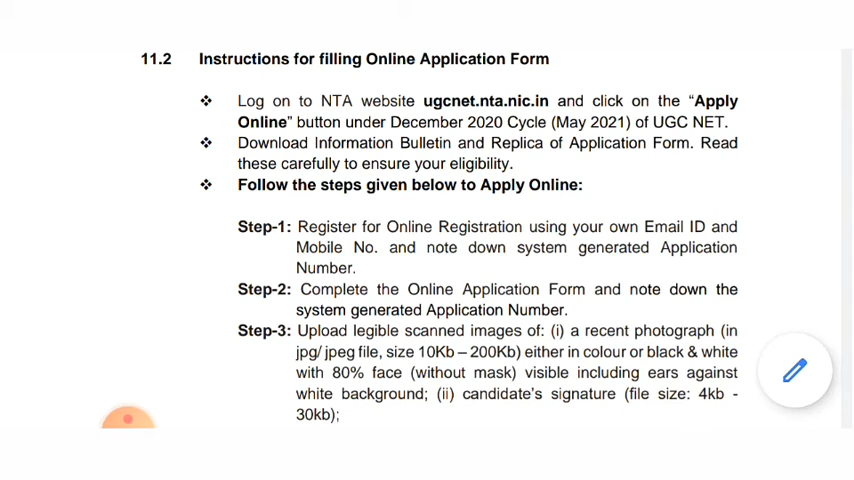 11.2 Instructions for filling Online Application Form
❖ Log on to NTA website ugcnet.nta.nic.in and click on the “Apply
Online” button under December 2020 Cycle (May 2021) of UGC NET.
❖ Download Information Bulletin and Replica of Application Form. Read
these carefully to ensure your eligibility.
❖ Follow the steps given below to Apply Online:
Step-1: Register for Online Registration using your own Email ID and
Mobile No. and note down system generated Application
Number.
Step-2: Complete the Online Application Form and note down the
system generated Application Number.
Step-3: Upload legible scanned images of: (i) a recent photograph (in
jpg/ jpeg file, size 10Kb – 200Kb) either in colour or black & white
with 80% face (without mask) visible including ears against
white background; (ii) candidate’s signature (file size: 4kb -
30kb);